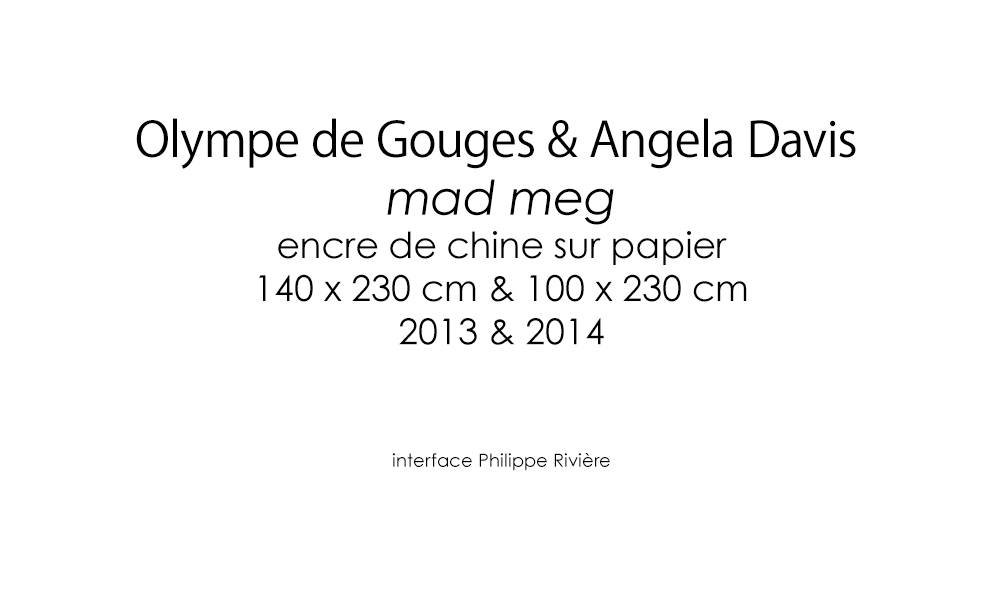 Olympe de Gouges & Angela Davis
mad meg
encre de chine sur papier
140 x 230 cm & 100 x 230 cm
2013 & 2014
interface Philippe Rivière